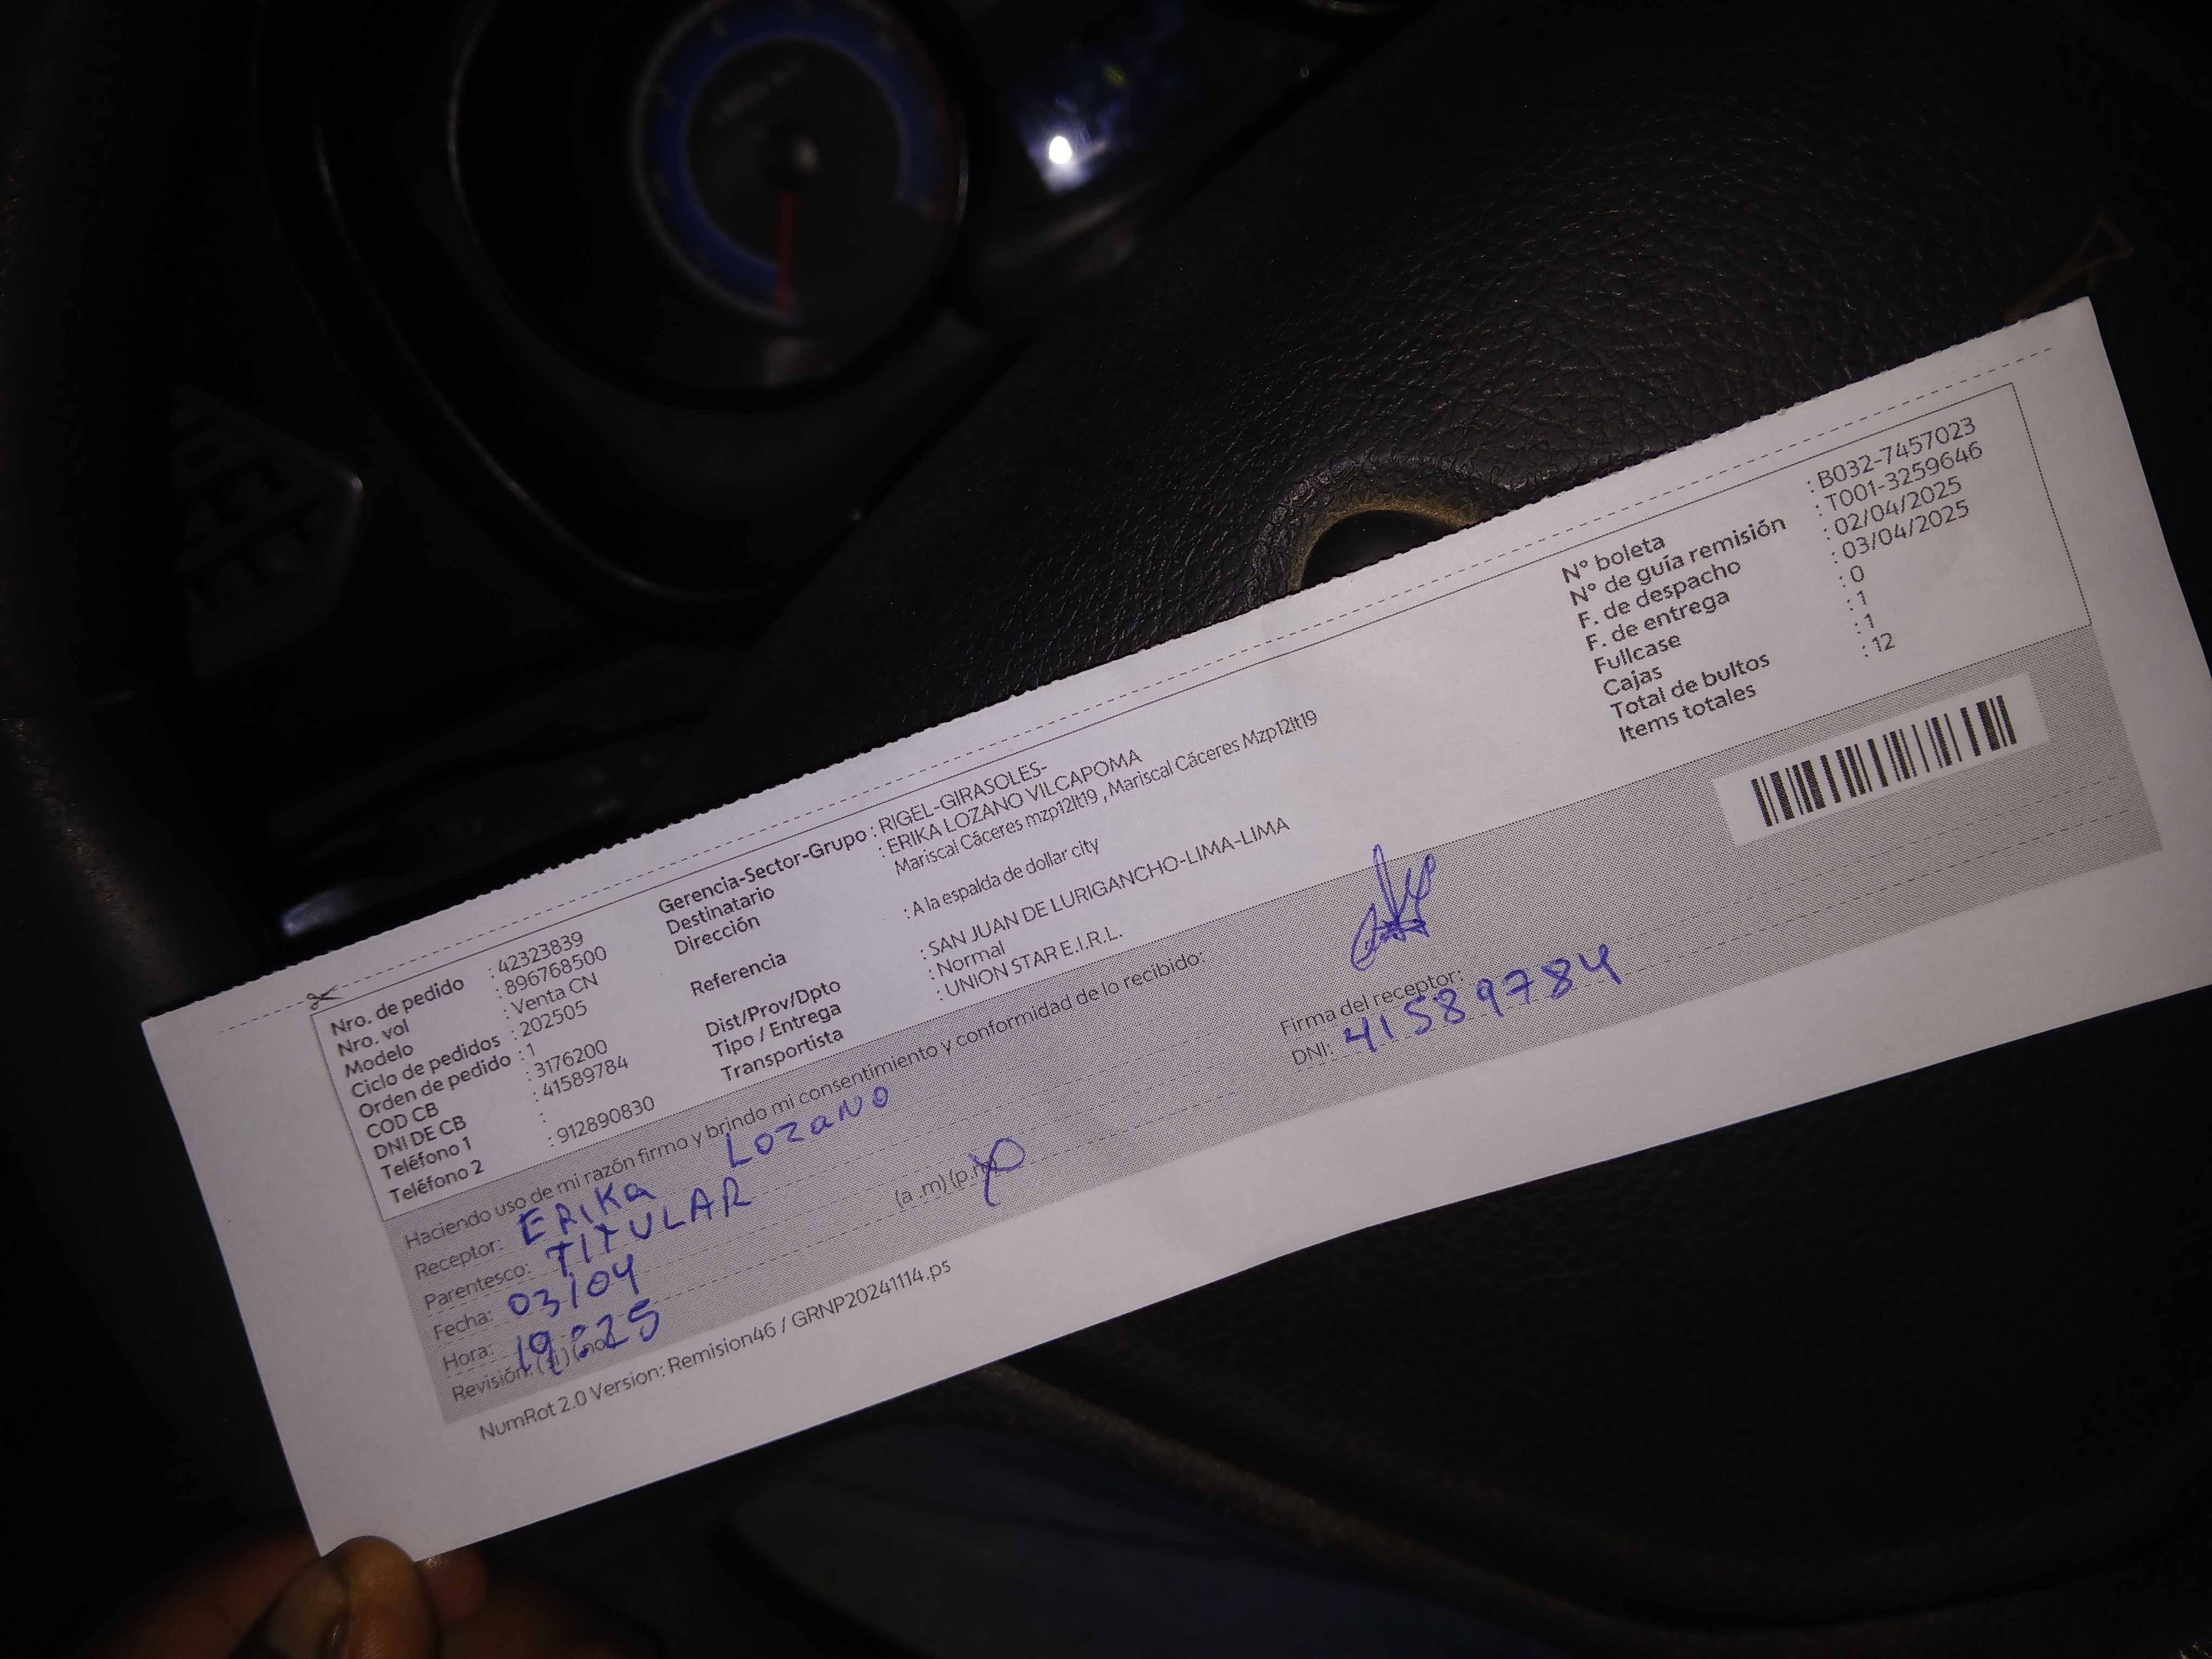 Nro. de pedido : 42323839
Nro. vol : 896768500
Modelo : Venta CN
Ciclo de pedidos : 202505
Orden de pedido : 1
COD CB : 3176200
DNI DE CB : 41589784
Teléfono 1 :
Teléfono 2 : 912890830
Gerencia-Sector-Grupo : RIGEL-GIRASOLES-
Destinatario : ERIKA LOZANO VILCAPOMA
Dirección Mariscal Cáceres mzp12lt19 , Mariscal Cáceres Mzp12lt19
Referencia : A la espalda de dollar city
Dist/Prov/Dpto : SAN JUAN DE LURIGANCHO-LIMA-LIMA
Tipo / Entrega : Normal
Transportista : UNION STAR E.I.R.L.
N° boleta : B032-7457023
N° de guía remisión : T001-3259646
F. de despacho : 02/04/2025
F. de entrega : 03/04/2025
Fullcase : 0
Cajas : 1
Total de bultos : 1
Items totales : 12
Haciendo uso de mi razón firmo y brindo mi consentimiento y conformidad de lo recibido:
Receptor: ERIKa LOZaNO
Parentesco: TITULAR
Fecha: 03/04
Hora: 19:25 (a .m) (p.m)
Revisión: (si) (no)
Firma del receptor:
DNI: 41589784
NumRot 2.0 Version: Remision46 / GRNP20241114.ps